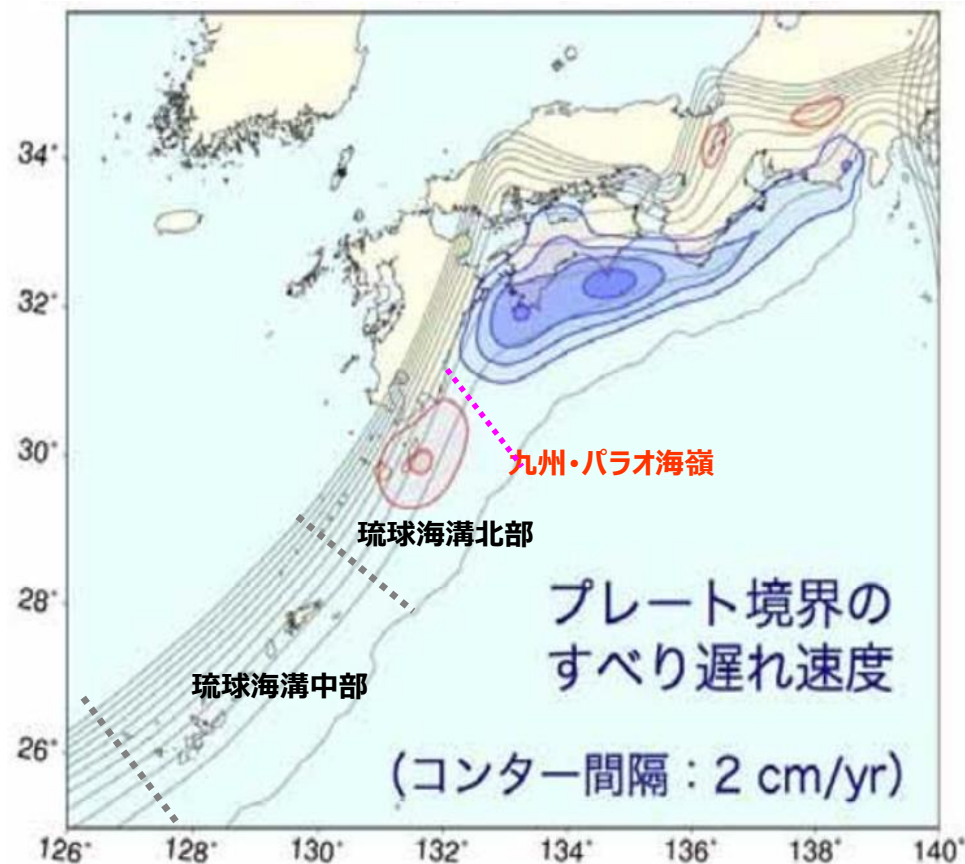 34°
32°
30°
九州・パラオ海嶺
琉球海溝北部
28°
プレート境界の
すべり遅れ速度
琉球海溝中部
26°
(コンター間隔：2 cm/yr)
126° 128° 130° 132° 134° 136° 138° 140°